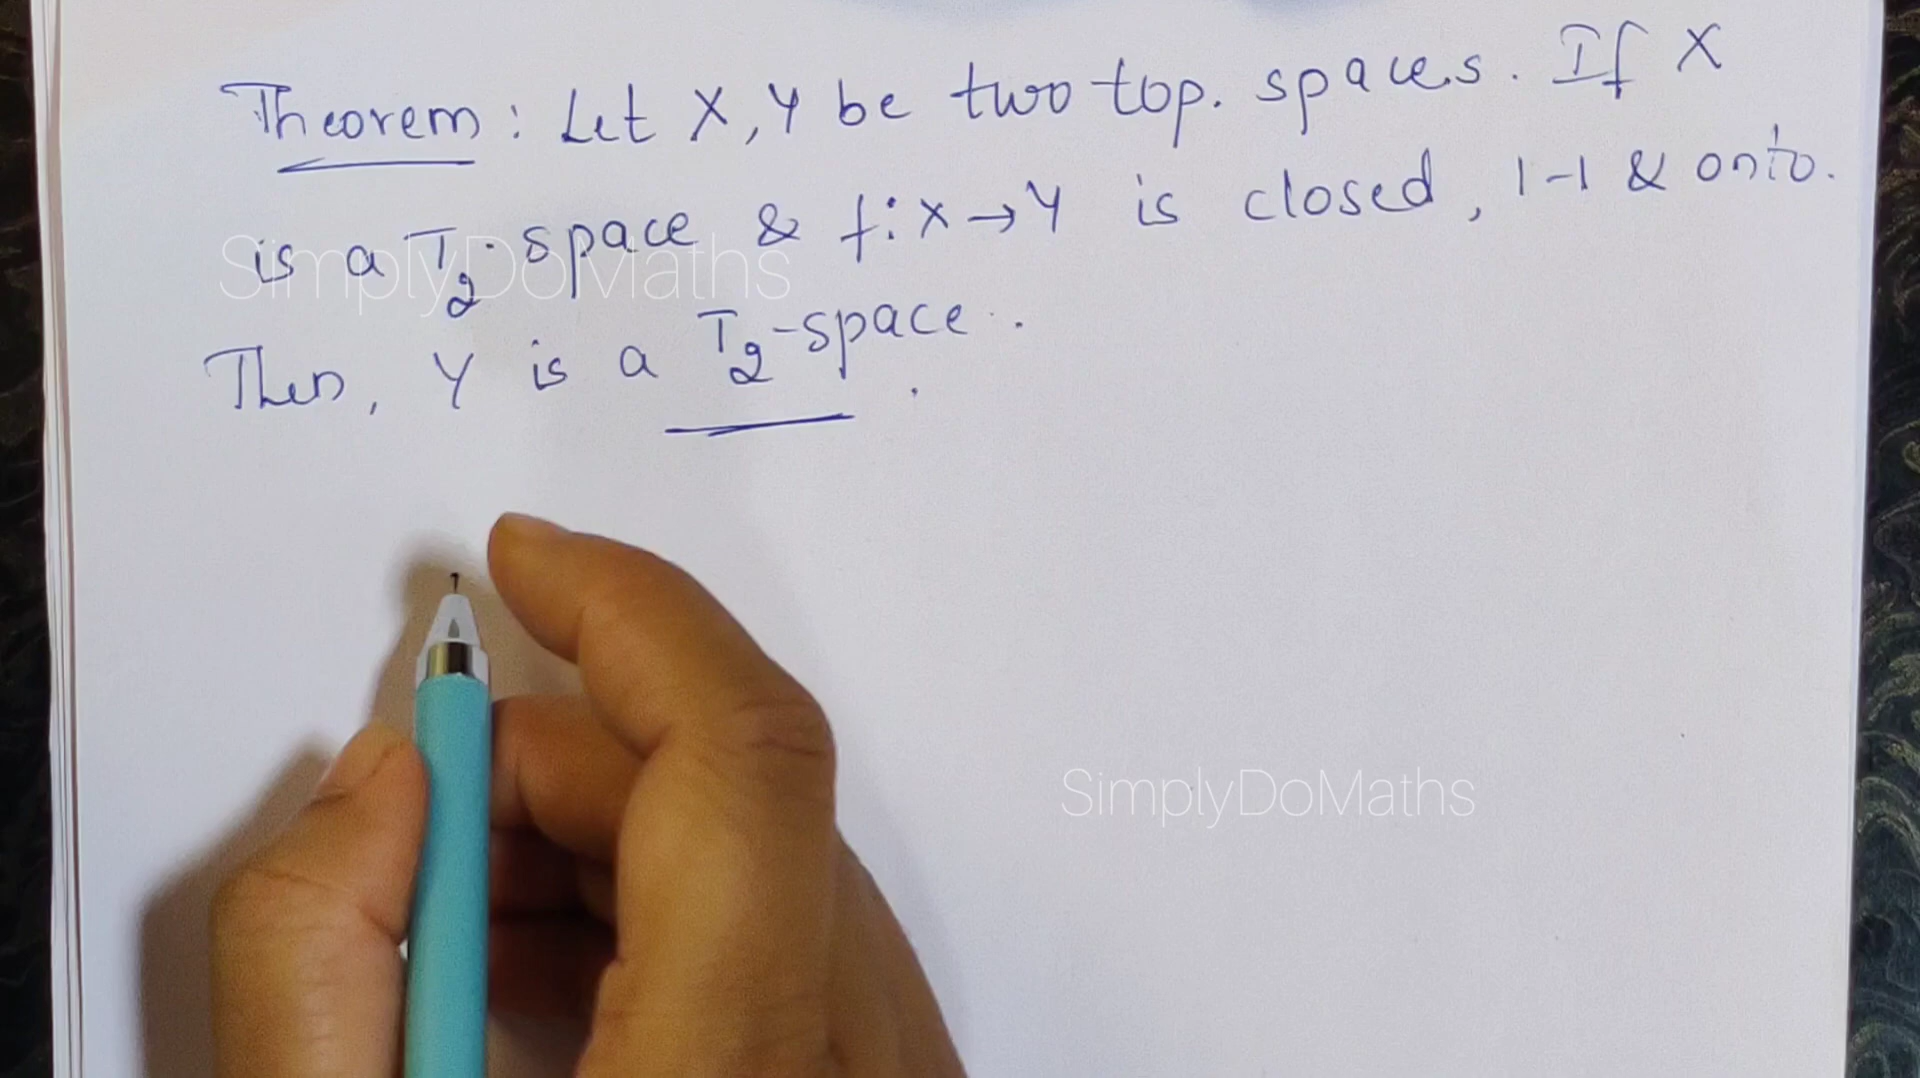 Theorem: Let X, Y be two top. spaces. If X
is a T₂-space & f: X→Y is closed, 1-1 & onto.
Then, Y is a T₂-space.
SimplyDoMaths
SimplyDoMaths